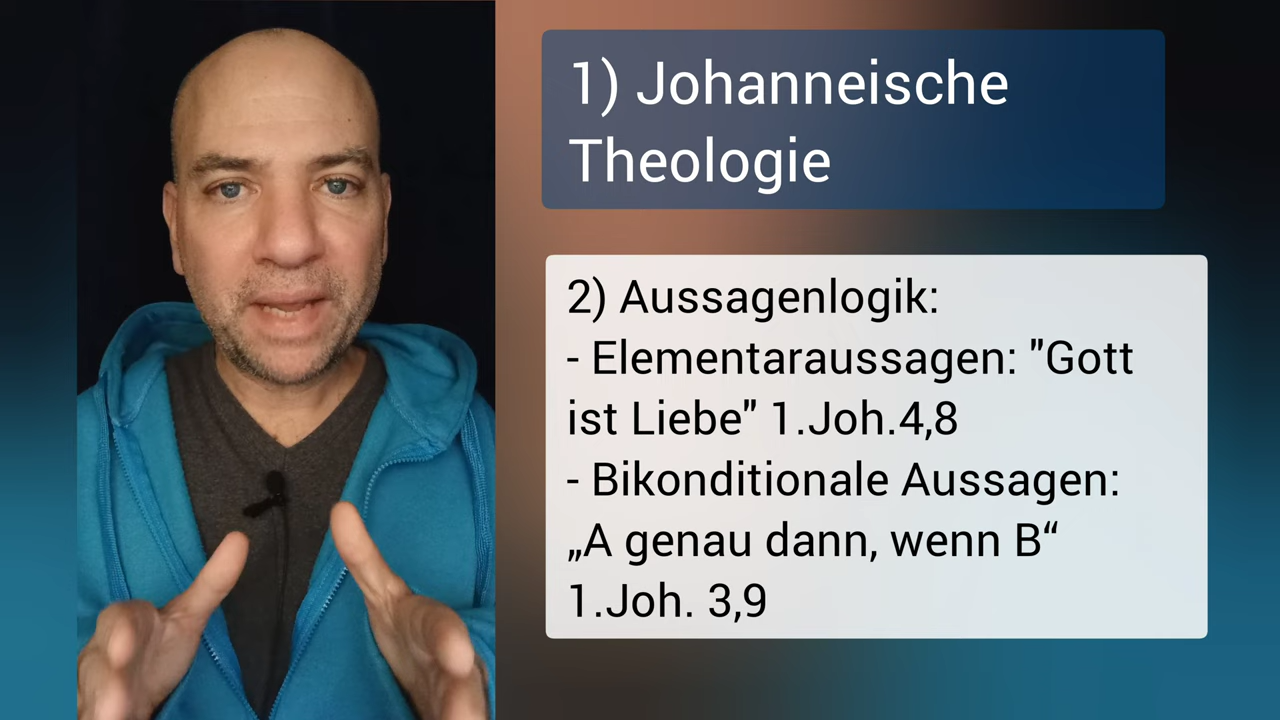 1) Johanneische
Theologie
2) Aussagenlogik:
- Elementaraussagen: "Gott
ist Liebe" 1.Joh.4,8
- Bikonditionale Aussagen:
„A genau dann, wenn B“
1.Joh. 3,9